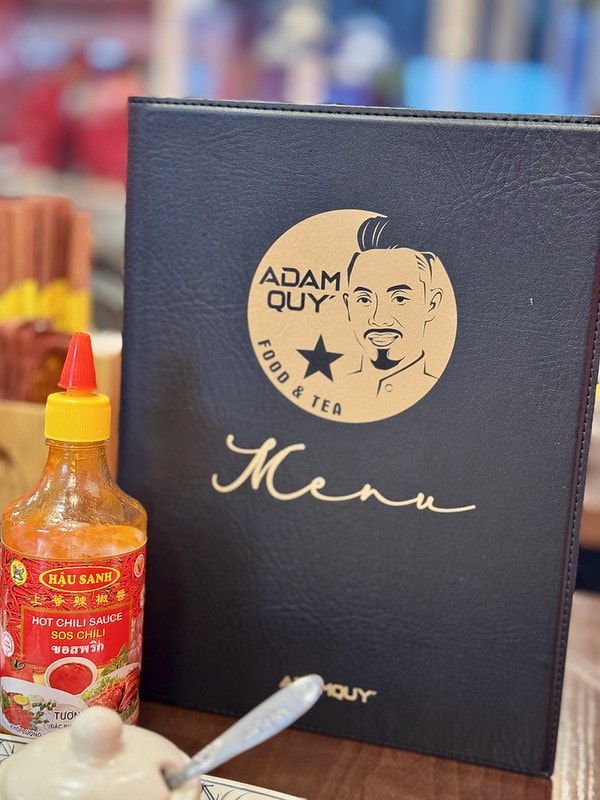 ADAM
QUY
FOOD & TEA
Menu
HẬU SANH
上等辣椒醬
HOT CHILI SAUCE
SOS CHILI
ซอสพริก